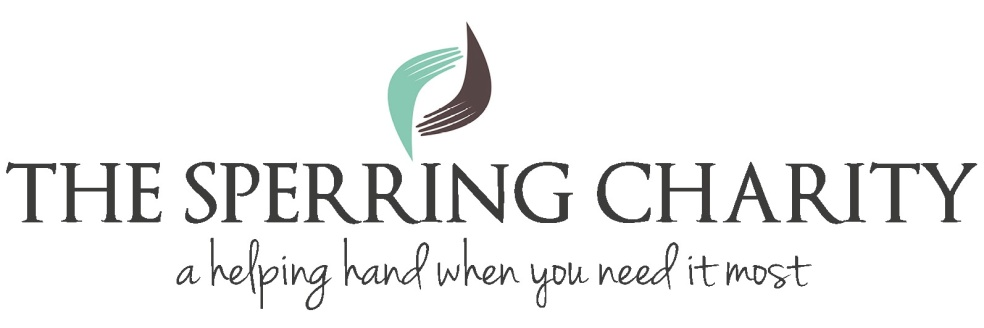 THE SPERRING CHARITY
a helping hand when you need it most